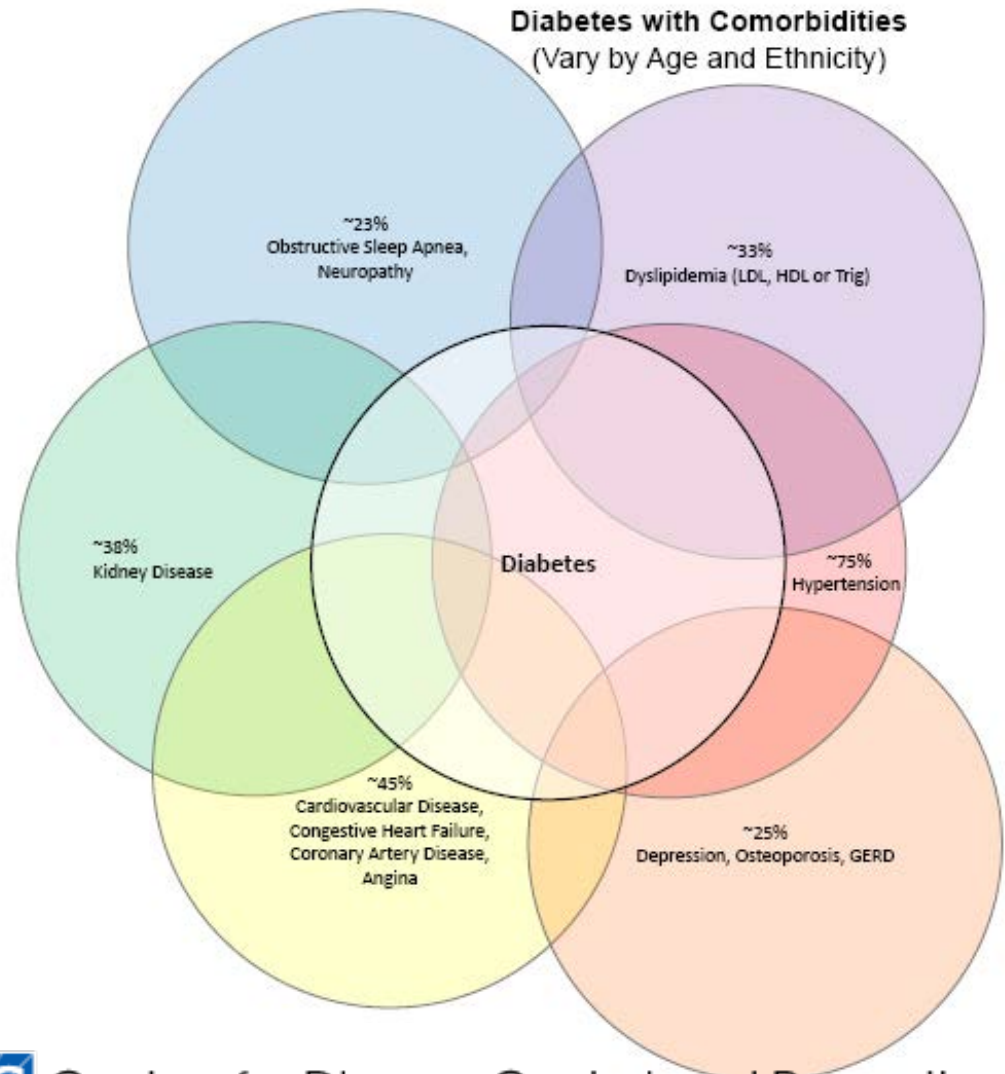 Diabetes with Comorbidities
(Vary by Age and Ethnicity)
~23%
Obstructive Sleep Apnea,
Neuropathy
~33%
Dyslipidemia (LDL, HDL or Trig)
~38%
Kidney Disease
Diabetes
~75%
Hypertension
~45%
Cardiovascular Disease,
Congestive Heart Failure,
Coronary Artery Disease,
Angina
~25%
Depression, Osteoporosis, GERD